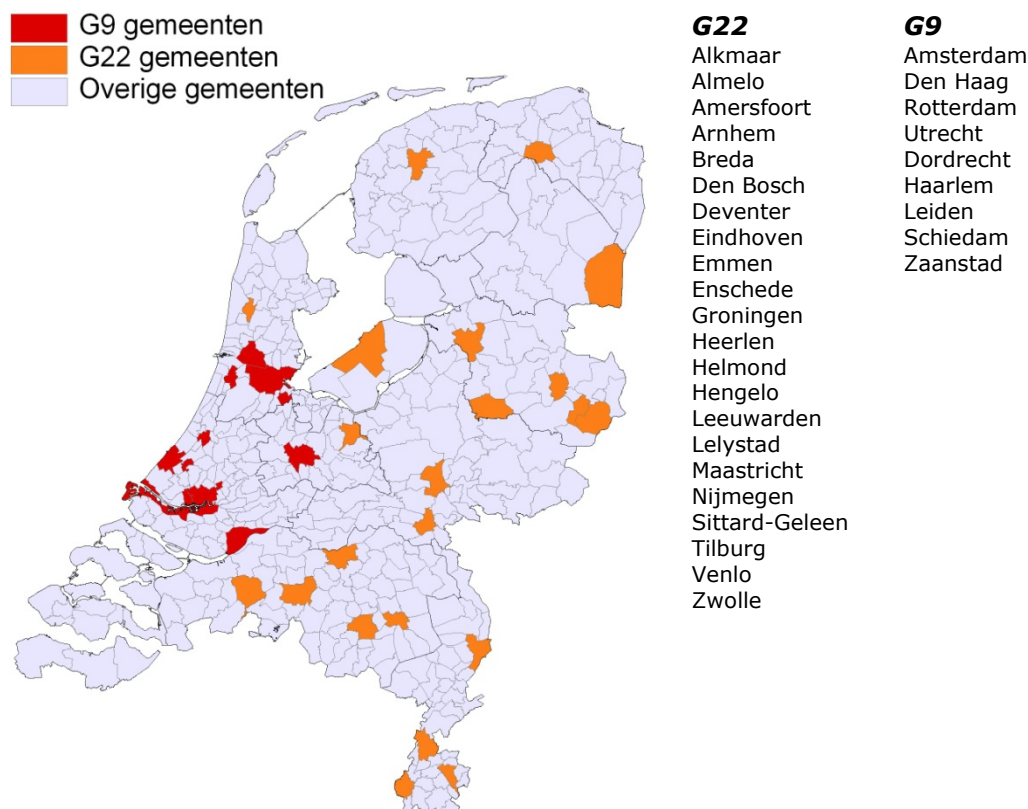 G9 gemeenten
G22 gemeenten
Overige gemeenten
G22
Alkmaar
Almelo
Amersfoort
Arnhem
Breda
Den Bosch
Deventer
Eindhoven
Emmen
Enschede
Groningen
Heerlen
Helmond
Hengelo
Leeuwarden
Lelystad
Maastricht
Nijmegen
Sittard-Geleen
Tilburg
Venlo
Zwolle
G9
Amsterdam
Den Haag
Rotterdam
Utrecht
Dordrecht
Haarlem
Leiden
Schiedam
Zaanstad